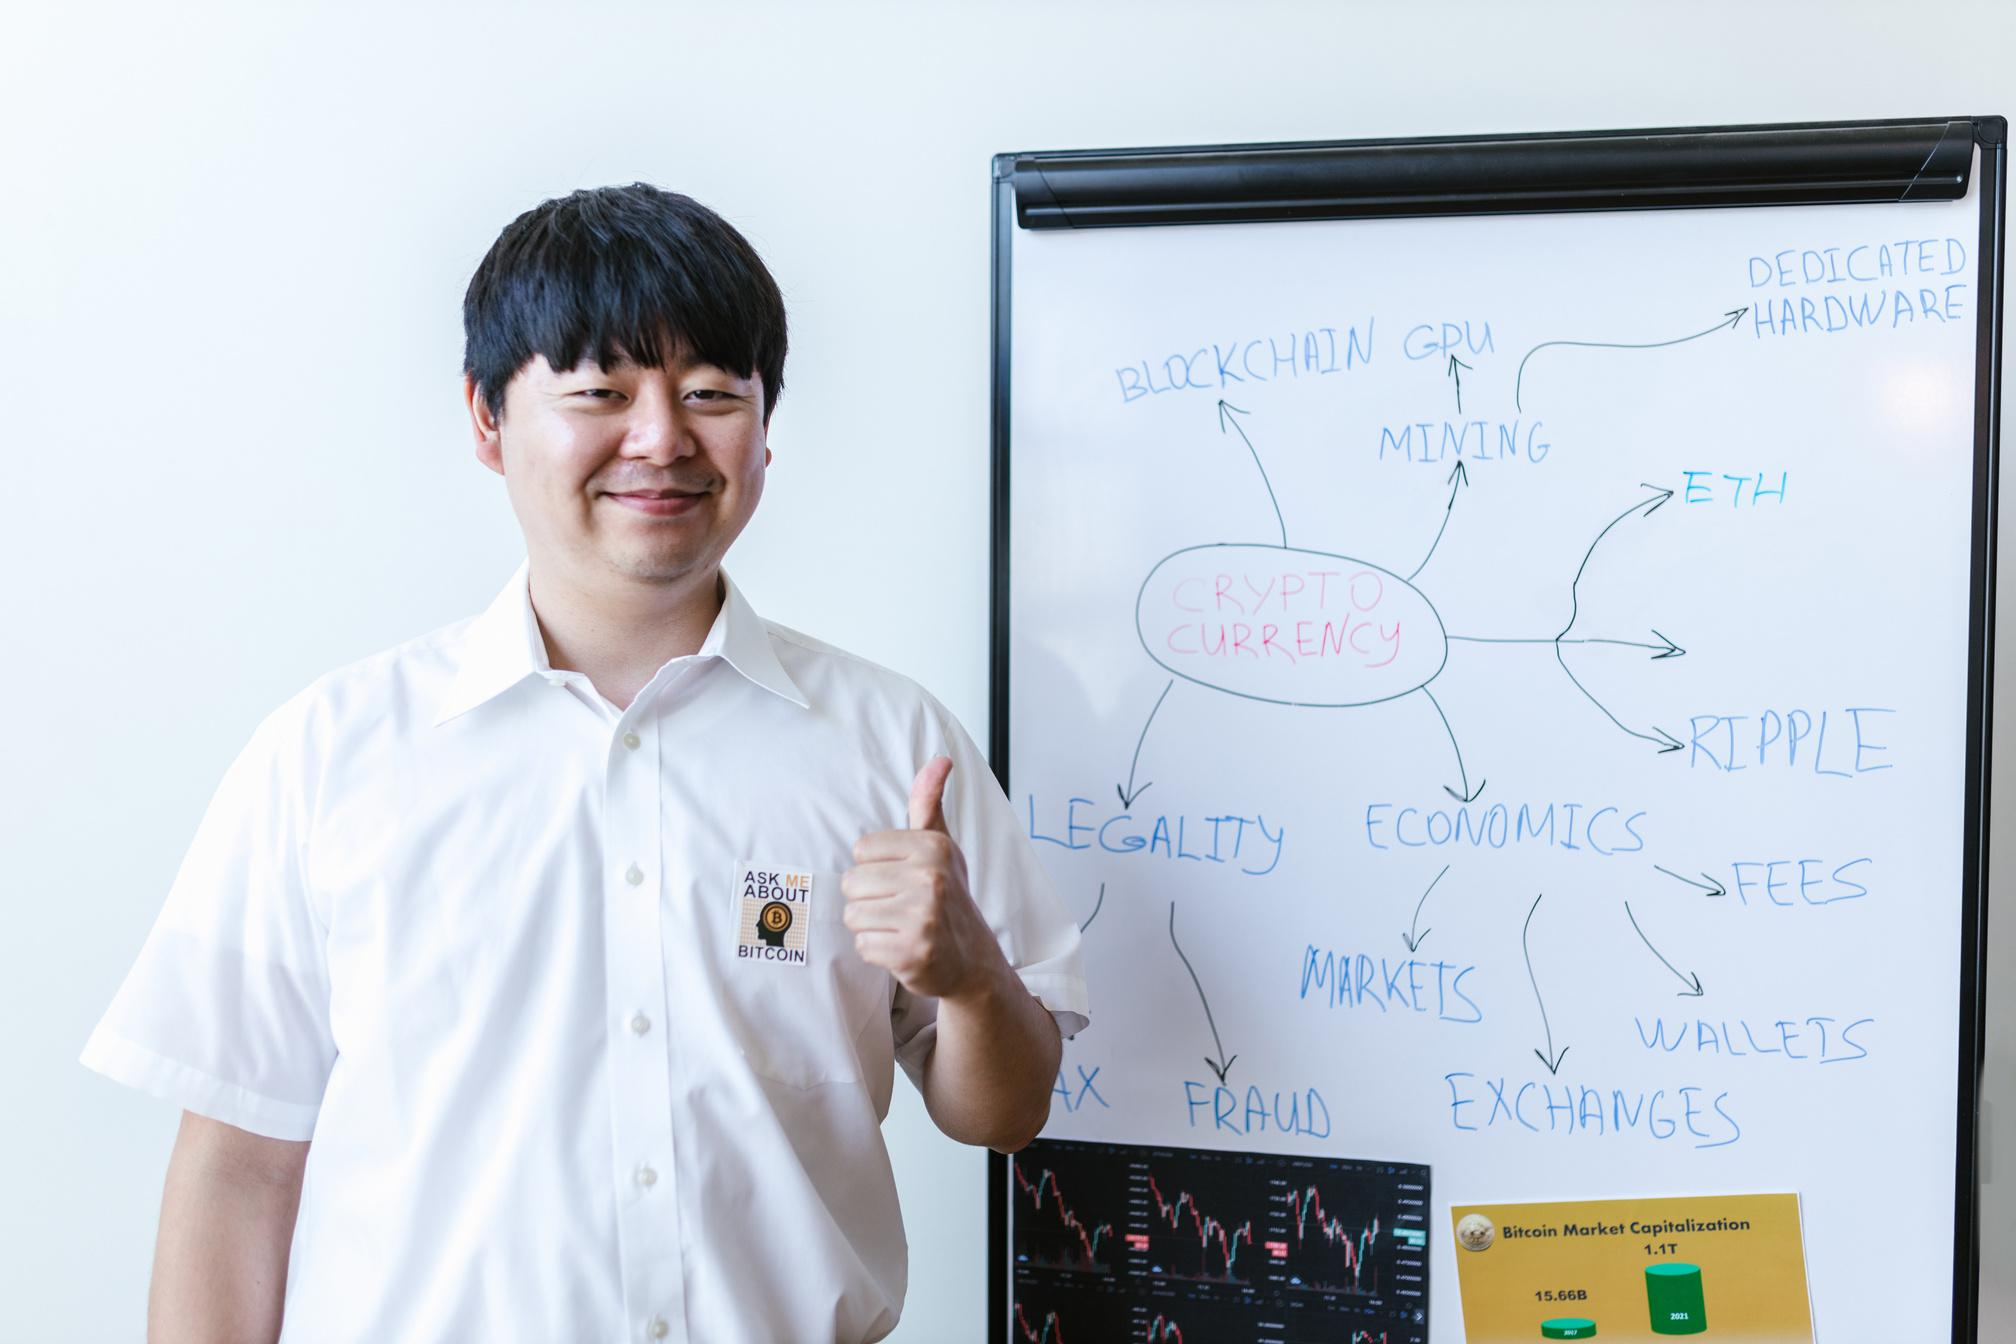 DEDICATED
HARDWARE
BLOCKCHAIN GPU
MINING
ETH
CRYPTO
CURRENCY
RIPPLE
LEGALITY
ECONOMICS
FEES
MARKETS
WALLETS
AX
FRAUD
EXCHANGES
ASK ME
ABOUT
BITCOIN
Bitcoin Market Capitalization
1.1T
15.66B
2021
2017